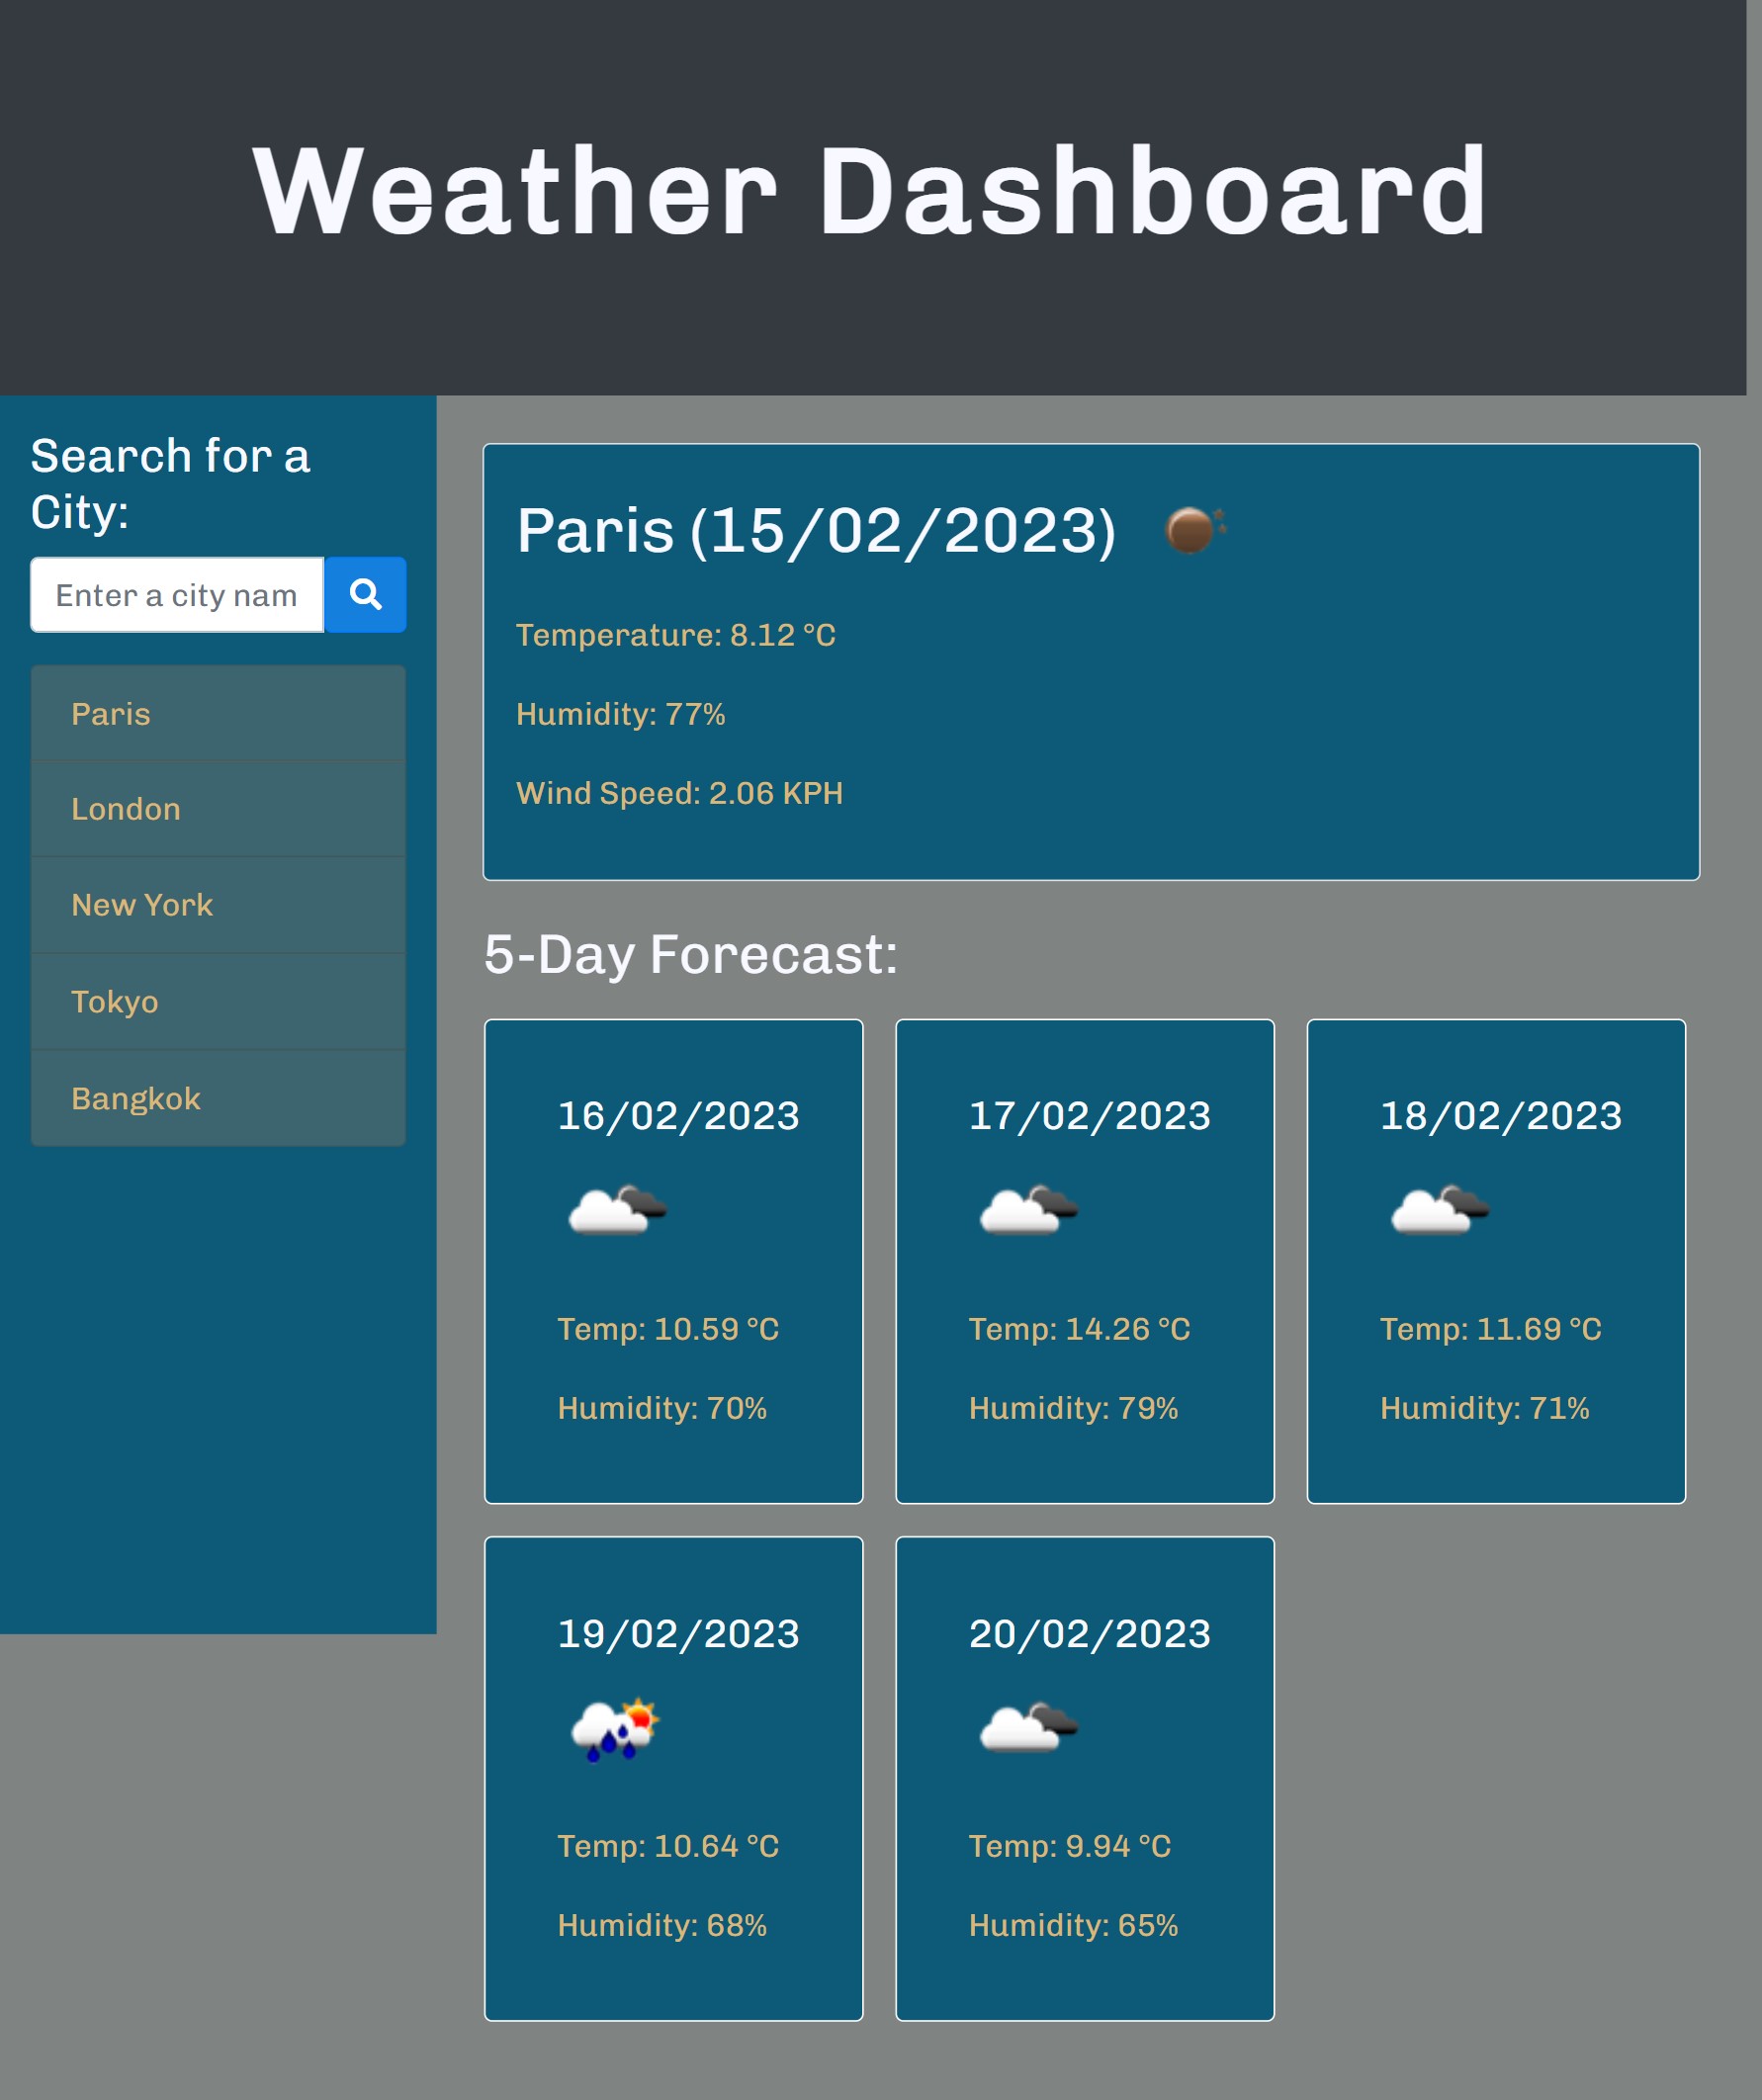 Weather Dashboard
Search for a
City:
Enter a city nam
Paris
London
New York
Tokyo
Bangkok
Paris (15/02/2023)
Temperature: 8.12 °C
Humidity: 77%
Wind Speed: 2.06 KPH
5-Day Forecast:
16/02/2023
Temp: 10.59 °C
Humidity: 70%
17/02/2023
Temp: 14.26 °C
Humidity: 79%
18/02/2023
Temp: 11.69 °C
Humidity: 71%
19/02/2023
Temp: 10.64 °C
Humidity: 68%
20/02/2023
Temp: 9.94 °C
Humidity: 65%